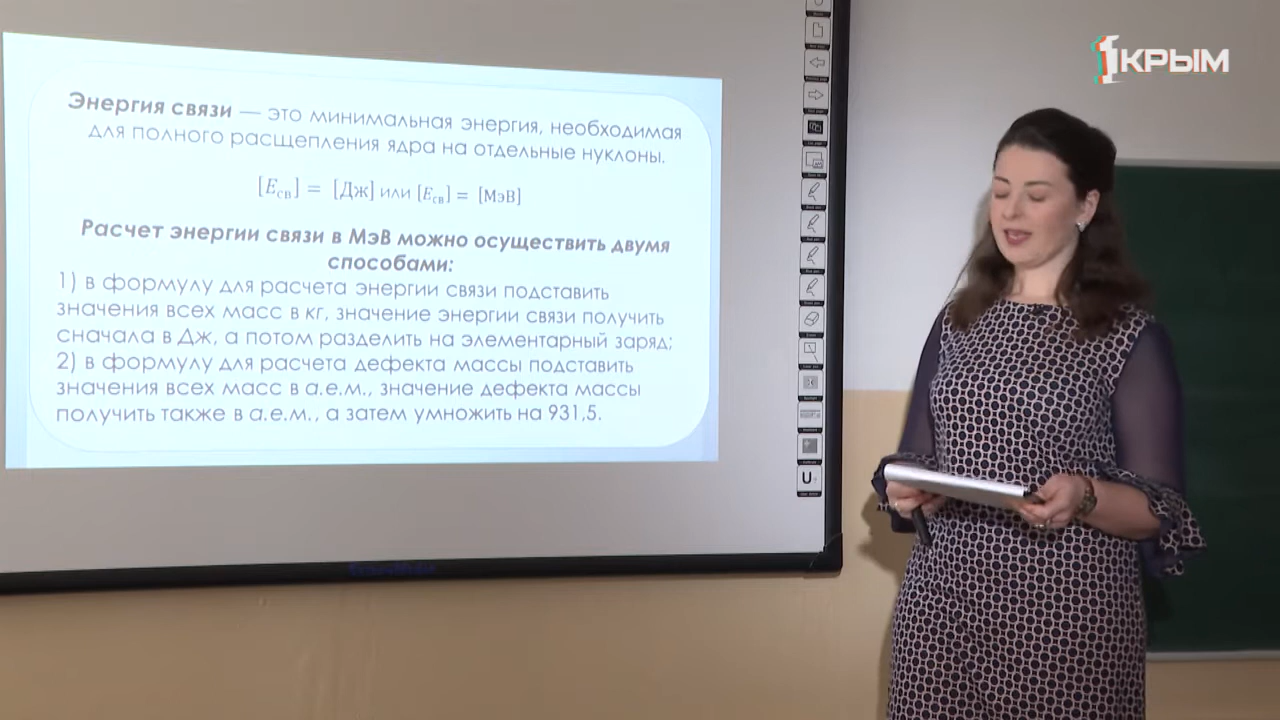 Энергия связи — это минимальная энергия, необходимая
для полного расщепления ядра на отдельные нуклоны.
[Eсв] = [Дж] или [Eсв] = [МэВ]
Расчет энергии связи в МэВ можно осуществить двумя
способами:
1) в формулу для расчета энергии связи подставить
значения всех масс в кг, значение энергии связи получить
сначала в Дж, а потом разделить на элементарный заряд;
2) в формулу для расчета дефекта массы подставить
значения всех масс в а.е.м., значение дефекта массы
получить также в а.е.м., а затем умножить на 931,5.
1КРЫМ